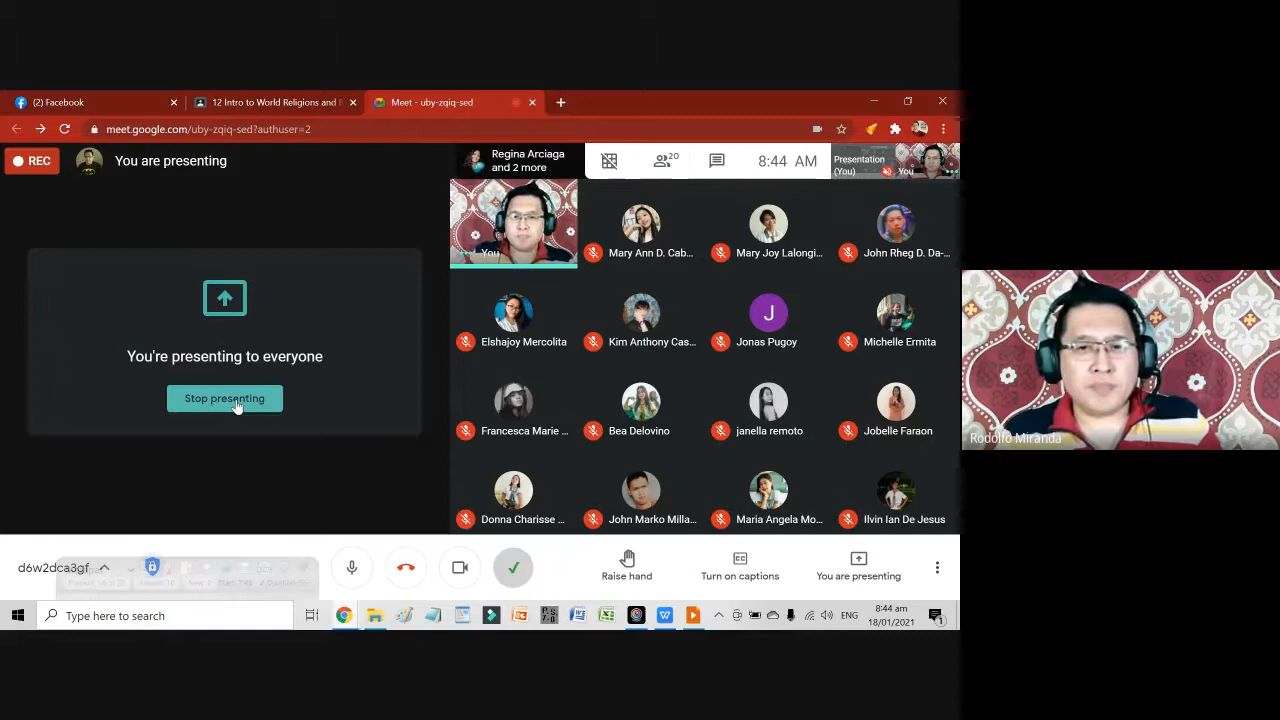 (2) Facebook
12 Intro to World Religions and
Meet - uby-zqiq-sed
meet.google.com/uby-zqiq-sed?authuser=2
REC
You are presenting
Regina Arciaga
and 2 more
20
8:44 AM
Presentation
(You)
You
You
Mary Ann D. Cab...
Mary Joy Lalongi...
John Rheg D. Da-...
You're presenting to everyone
Stop presenting
Elshajoy Mercolita
Kim Anthony Cas...
Jonas Pugoy
Michelle Ermita
Francesca Marie ...
Bea Delovino
janella remoto
Jobelle Faraon
Donna Charisse ...
John Marko Milla...
Maria Angela Mo...
Ilvin Ian De Jesus
Rodolfo Miranda
d6w2dca3gf
Raise hand
Turn on captions
You are presenting
Type here to search
ENG
8:44 am
18/01/2021
1